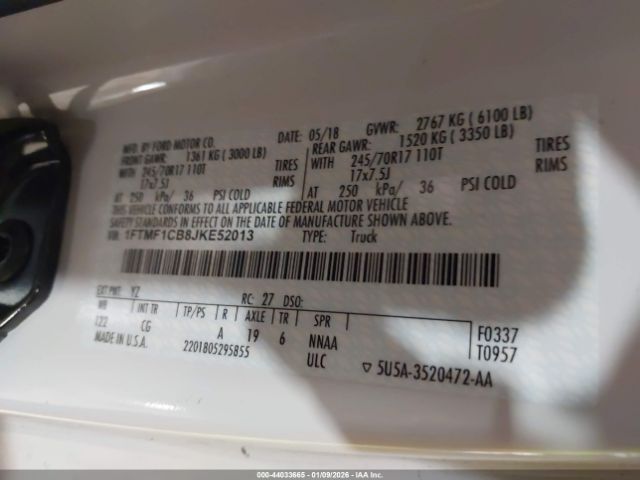 MFD. BY FORD MOTOR CO. DATE: 05/18 GVWR: 2767 KG ( 6100 LB)
FRONT GAWR: 1361 KG ( 3000 LB) REAR GAWR: 1520 KG ( 3350 LB)
WITH 245/70R17 110T TIRES WITH 245/70R17 110T TIRES
17x7.5J RIMS 17x7.5J RIMS
AT 250 kPa/ 36 PSI COLD AT 250 kPa/ 36 PSI COLD
THIS VEHICLE CONFORMS TO ALL APPLICABLE FEDERAL MOTOR VEHICLE
SAFETY STANDARDS IN EFFECT ON THE DATE OF MANUFACTURE SHOWN ABOVE.
VIN: 1FTMF1CB8JKE52013 TYPE: Truck
EXT PNT: YZ RC: 27 DSO:
WB INT TR TP/PS R AXLE TR SPR
122 CG A 19 6 NNAA F0337
MADE IN U.S.A. 2201805295855 ULC T0957
5U5A-3520472-AA
000-44033665 - 01/09/2026 - IAA Inc.